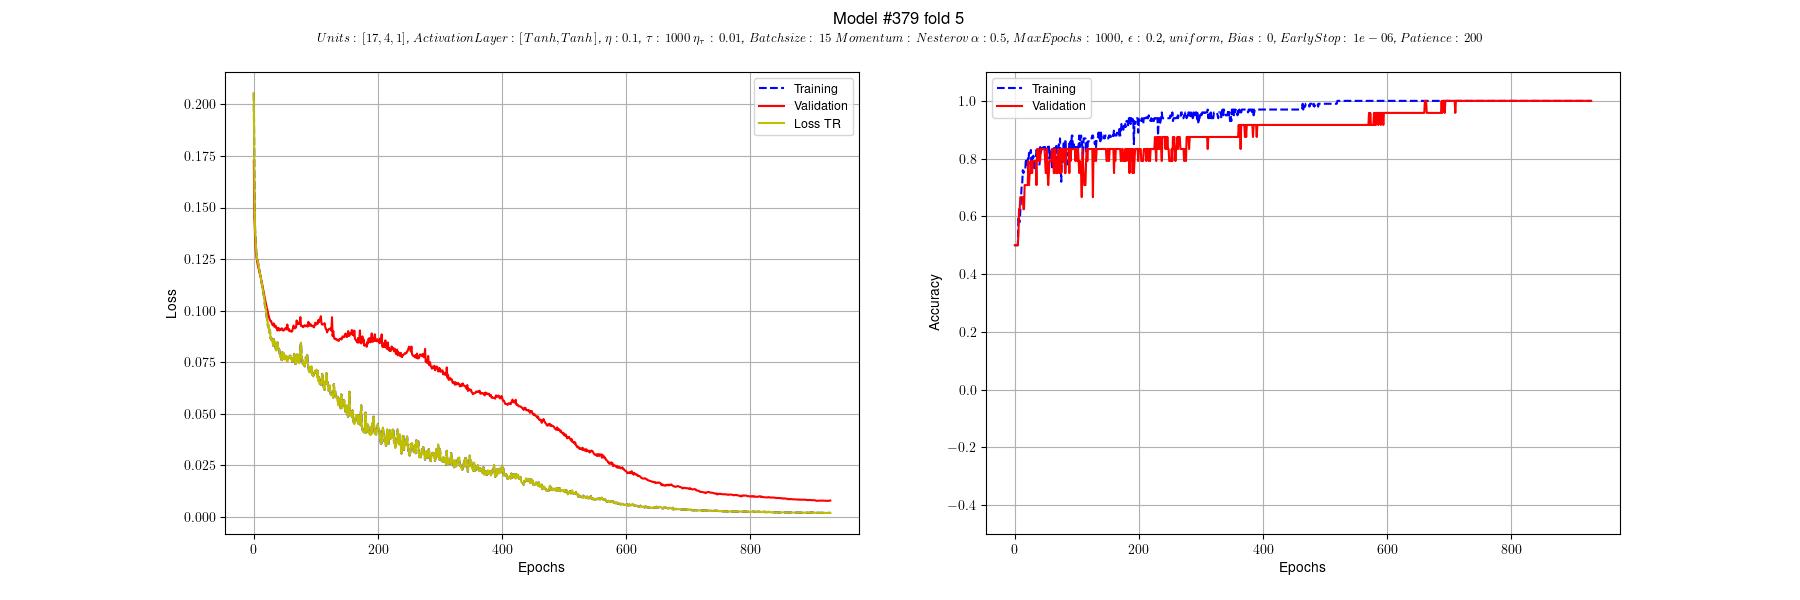 Model #379 fold 5
Units : [17, 4, 1], ActivationLayer : [Tanh, Tanh], η : 0.1, τ : 1000 η_τ : 0.01, Batchsize : 15 Momentum : Nesterov α : 0.5, MaxEpochs : 1000, ϵ : 0.2, uniform, Bias : 0, EarlyStop : 1e − 06, Patience : 200
Loss
0.200
0.175
0.150
0.125
0.100
0.075
0.050
0.025
0.000
0 200 400 600 800
Epochs
Training
Validation
Loss TR
Accuracy
1.0
0.8
0.6
0.4
0.2
0.0
−0.2
−0.4
0 200 400 600 800
Epochs
Training
Validation